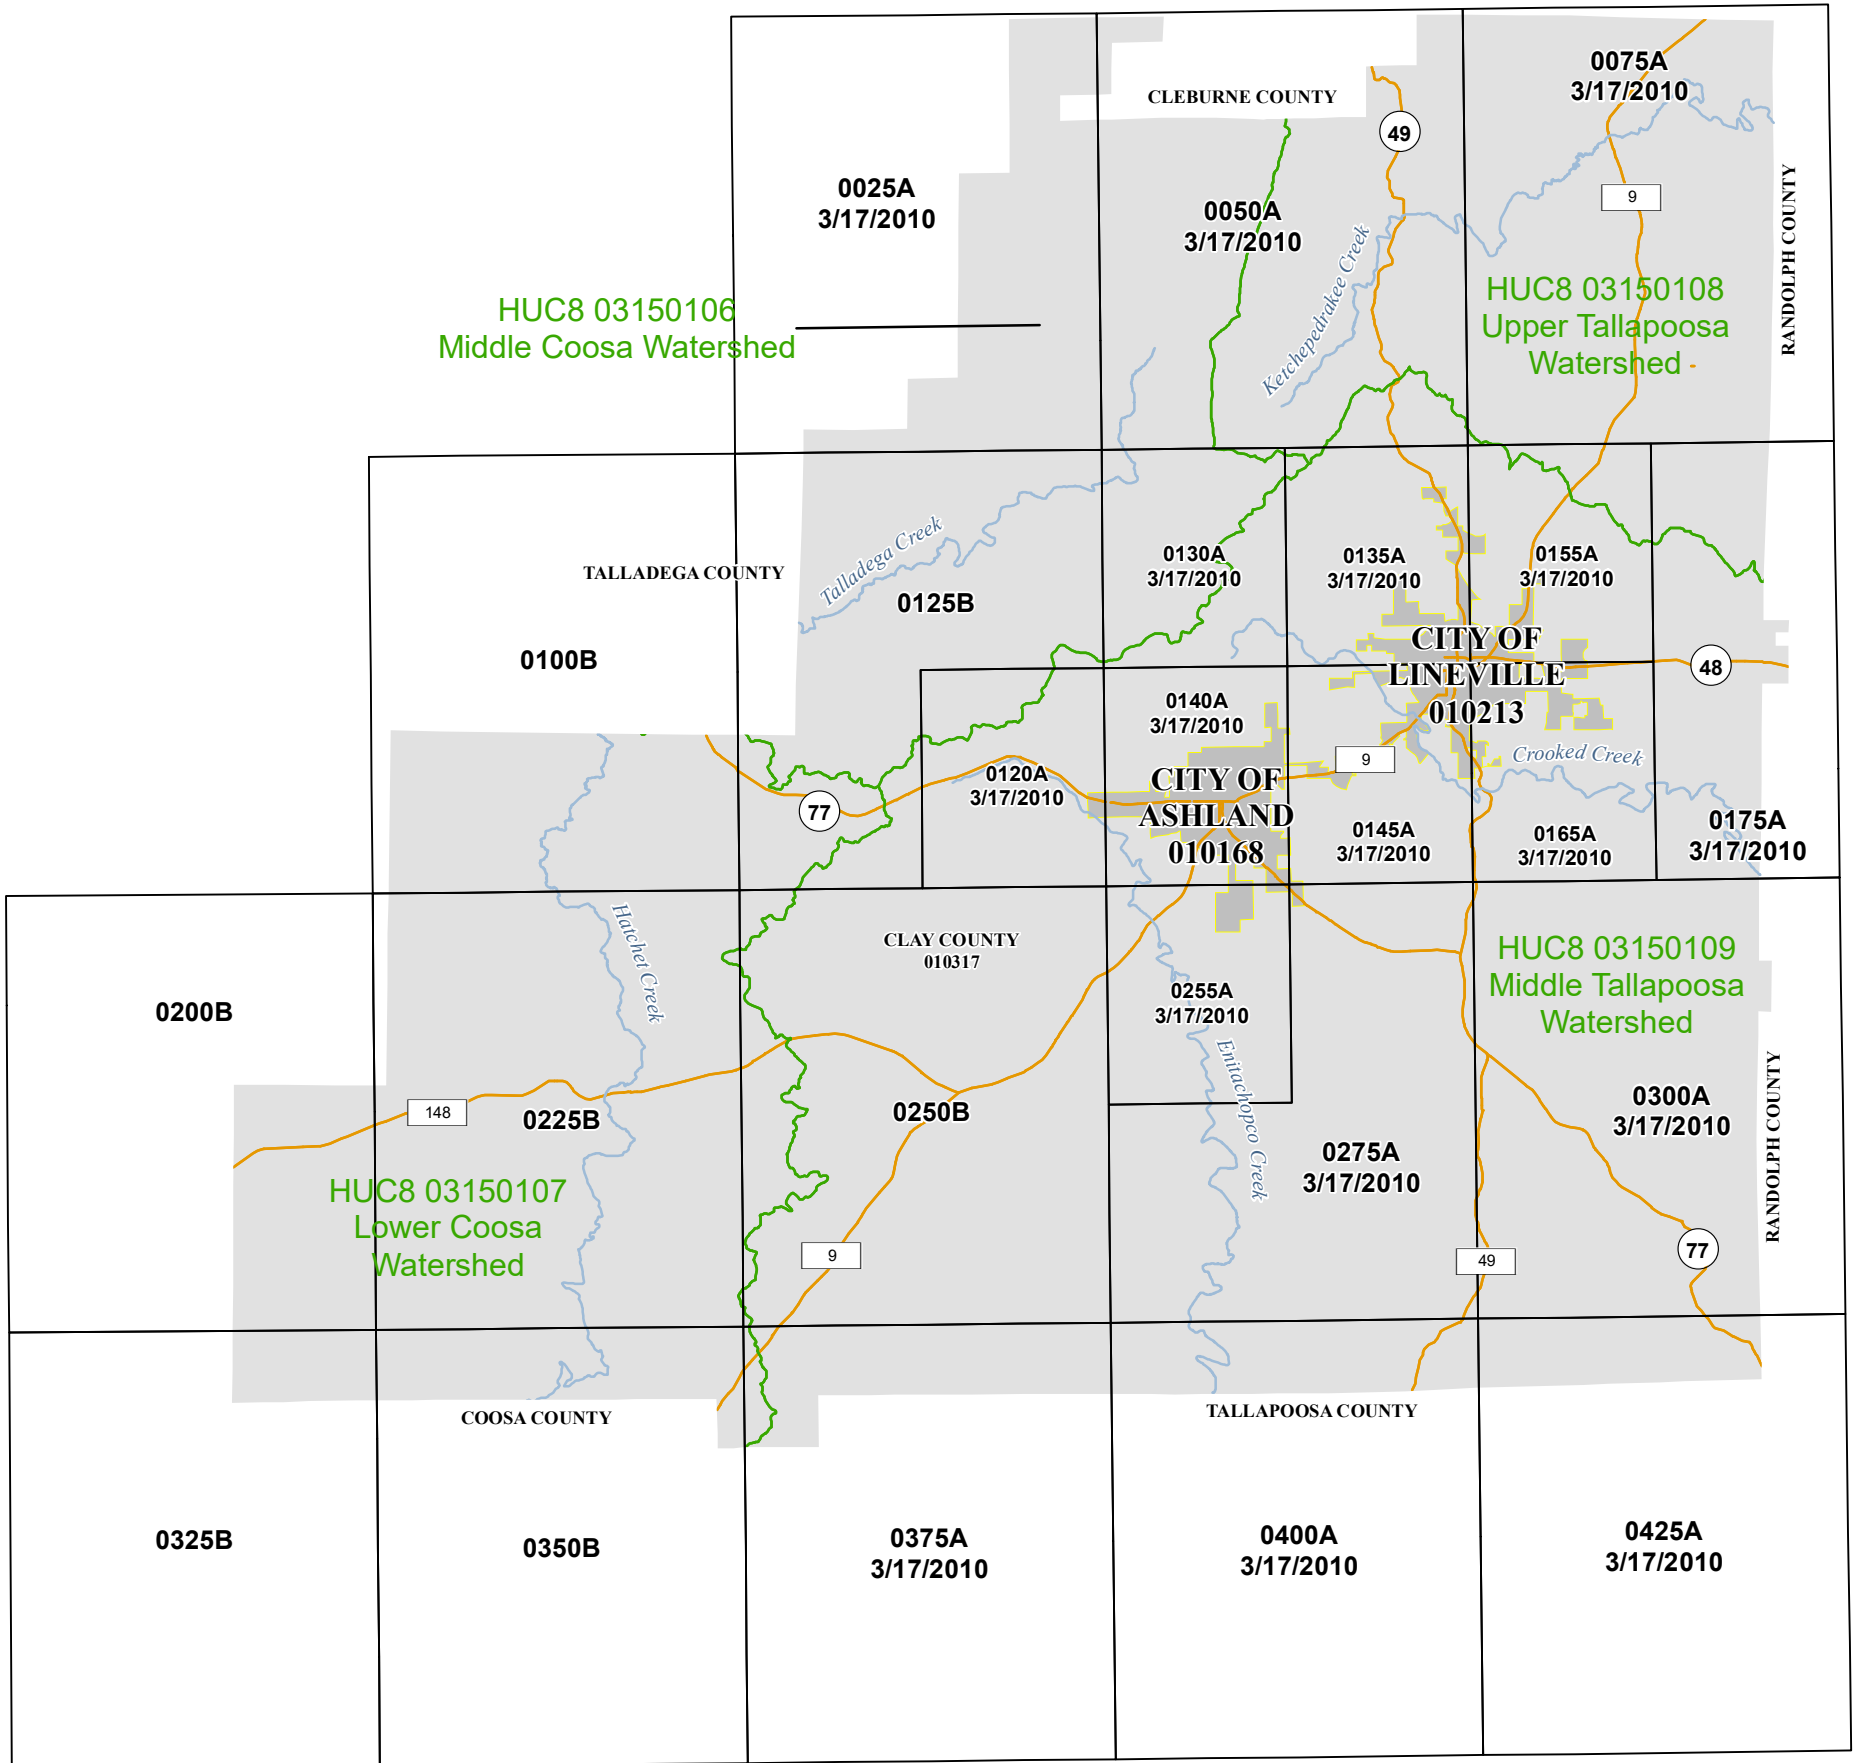 0075A
3/17/2010
CLEBURNE COUNTY
49
0025A
3/17/2010
0050A
3/17/2010
9
RANDOLPH COUNTY
Ketchepedrakee Creek
HUC8 03150106
Middle Coosa Watershed
HUC8 03150108
Upper Tallapoosa
Watershed
TALLADEGA COUNTY
Talladega Creek
0125B
0130A
3/17/2010
0135A
3/17/2010
0155A
3/17/2010
0100B
CITY OF
LINEVILLE
010213
48
0140A
3/17/2010
Crooked Creek
9
0120A
3/17/2010
CITY OF
ASHLAND
010168
77
0145A
3/17/2010
0165A
3/17/2010
0175A
3/17/2010
Hatchet Creek
CLAY COUNTY
010317
HUC8 03150109
Middle Tallapoosa
Watershed
0200B
0255A
3/17/2010
Enitachopco Creek
148
0225B
0250B
0300A
3/17/2010
RANDOLPH COUNTY
0275A
3/17/2010
HUC8 03150107
Lower Coosa
Watershed
9
49
77
COOSA COUNTY
TALLAPOOSA COUNTY
0325B
0350B
0375A
3/17/2010
0400A
3/17/2010
0425A
3/17/2010